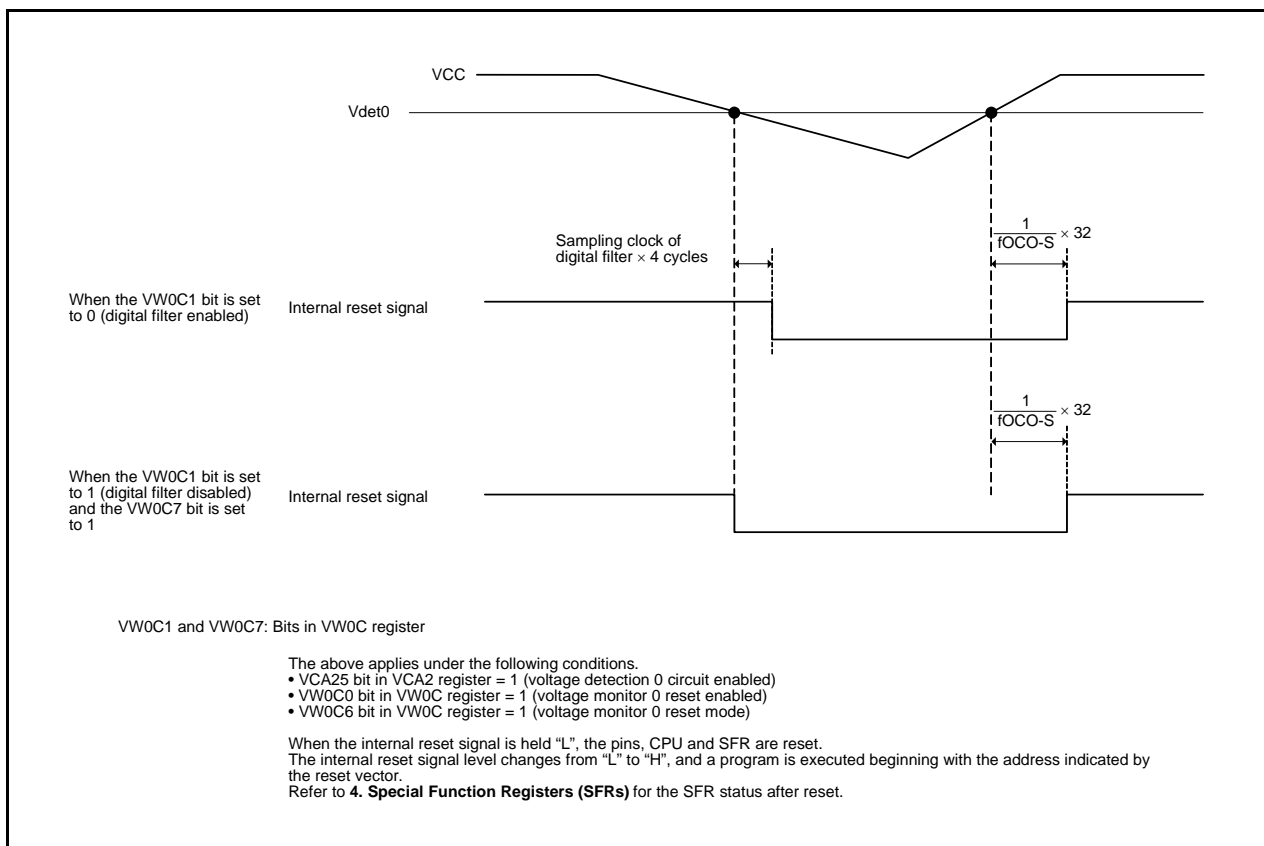 VCC
Vdet0
Sampling clock of
digital filter × 4 cycles
1
fOCO-S
× 32
When the VW0C1 bit is set
to 0 (digital filter enabled)
Internal reset signal
1
fOCO-S
× 32
When the VW0C1 bit is set
to 1 (digital filter disabled)
and the VW0C7 bit is set
to 1
Internal reset signal
VW0C1 and VW0C7: Bits in VW0C register
The above applies under the following conditions.
• VCA25 bit in VCA2 register = 1 (voltage detection 0 circuit enabled)
• VW0C0 bit in VW0C register = 1 (voltage monitor 0 reset enabled)
• VW0C6 bit in VW0C register = 1 (voltage monitor 0 reset mode)
When the internal reset signal is held “L”, the pins, CPU and SFR are reset.
The internal reset signal level changes from “L” to “H”, and a program is executed beginning with the address indicated by
the reset vector.
Refer to 4. Special Function Registers (SFRs) for the SFR status after reset.